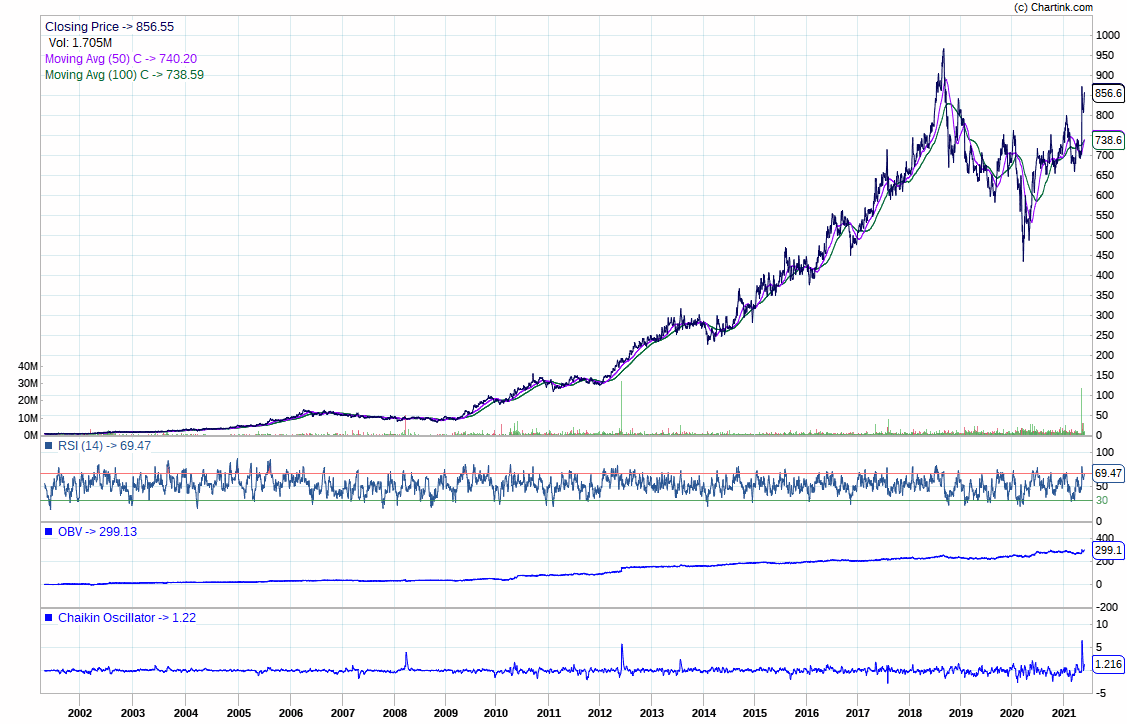 (c) Chartink.com
Closing Price -> 856.55
Vol: 1.705M
Moving Avg (50) C -> 740.20
Moving Avg (100) C -> 738.59
1000
950
900
856.6
800
738.6
700
650
600
550
500
450
400
350
300
250
200
150
100
50
0
40M
30M
20M
10M
0M
RSI (14) -> 69.47
100
69.47
50
30
0
OBV -> 299.13
400
299.1
200
0
-200
Chaikin Oscillator -> 1.22
10
5
1.216
-5
2002 2003 2004 2005 2006 2007 2008 2009 2010 2011 2012 2013 2014 2015 2016 2017 2018 2019 2020 2021